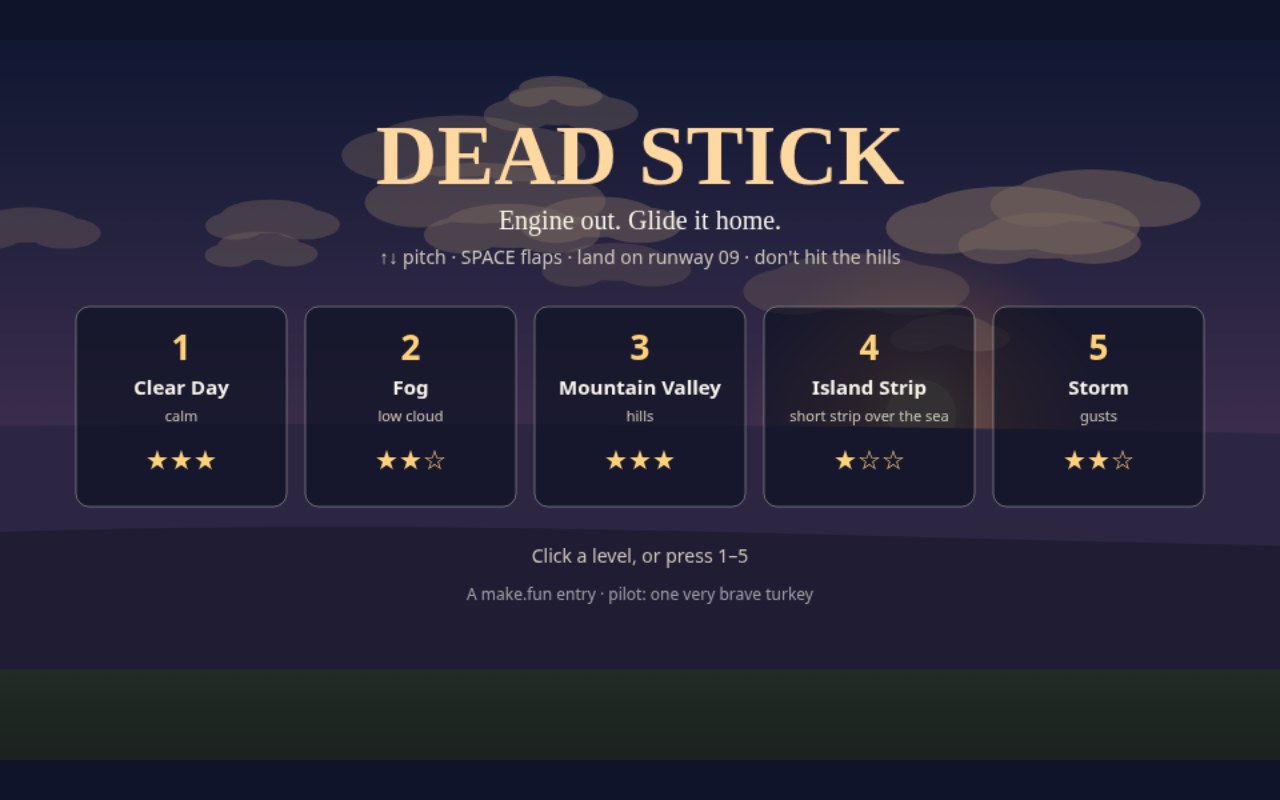 DEAD STICK
Engine out. Glide it home.
↑↓ pitch · SPACE flaps · land on runway 09 · don't hit the hills
1
Clear Day
calm
★★★
2
Fog
low cloud
★★☆
3
Mountain Valley
hills
★★★
4
Island Strip
short strip over the sea
★☆☆
5
Storm
gusts
★★☆
Click a level, or press 1–5
A make.fun entry · pilot: one very brave turkey